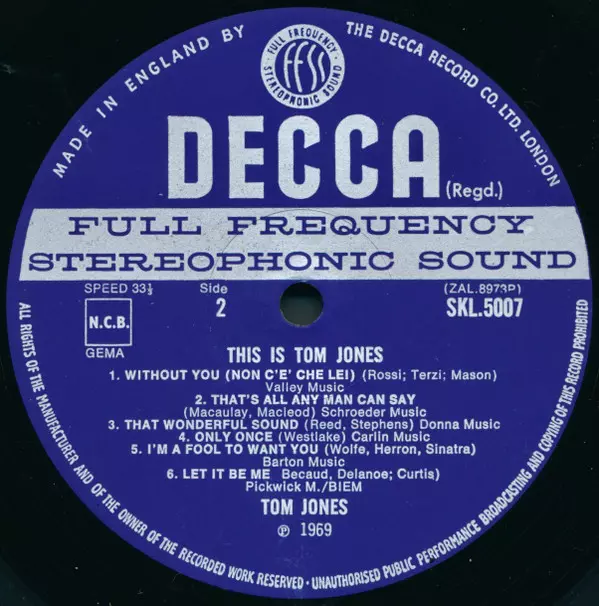 MADE IN ENGLAND BY
THE DECCA RECORD CO. LTD. LONDON
FULL FREQUENCY
FFSS
STEREOPHONIC SOUND
DECCA
(Regd.)
FULL FREQUENCY
STEREOPHONIC SOUND
SPEED 33⅓
Side
2
(ZAL.8973P)
SKL.5007
N.C.B.
GEMA
THIS IS TOM JONES
1. WITHOUT YOU (NON C'E' CHE LEI) (Rossi; Terzi; Mason)
Valley Music
2. THAT'S ALL ANY MAN CAN SAY
(Macaulay, Macleod) Schroeder Music
3. THAT WONDERFUL SOUND (Reed, Stephens) Donna Music
4. ONLY ONCE (Westlake) Carlin Music
5. I'M A FOOL TO WANT YOU (Wolfe, Herron, Sinatra)
Barton Music
6. LET IT BE ME Becaud, Delanoe; Curtis)
Pickwick M./BIEM
TOM JONES
℗ 1969
ALL RIGHTS OF THE MANUFACTURER AND OF THE OWNER OF THE RECORDED WORK RESERVED · UNAUTHORISED PUBLIC PERFORMANCE BROADCASTING AND COPYING OF THIS RECORD PROHIBITED